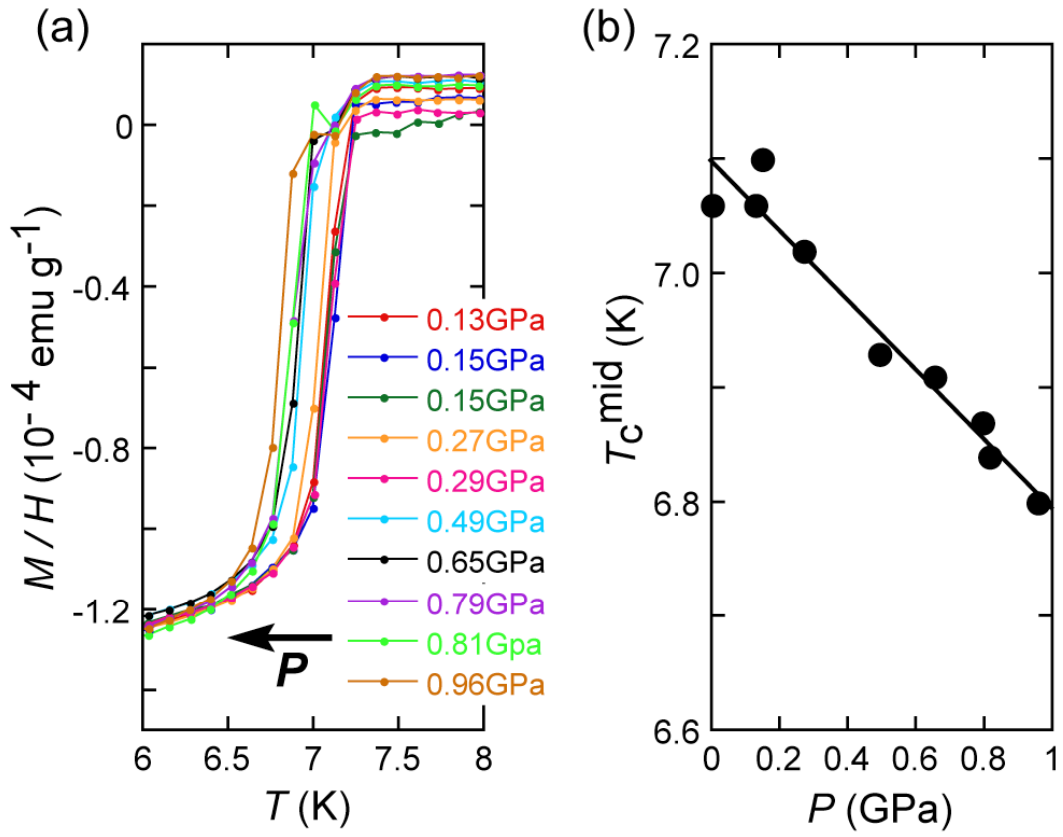 (a)
0
-0.4
-0.8
-1.2
M / H (10⁻⁴ emu g⁻¹)
0.13GPa
0.15GPa
0.15GPa
0.27GPa
0.29GPa
0.49GPa
0.65GPa
0.79GPa
0.81Gpa
0.96GPa
P
6
6.5
7
7.5
8
T (K)
(b)
7.2
7.0
6.8
6.6
Tcmid (K)
0
0.2
0.4
0.6
0.8
1
P (GPa)